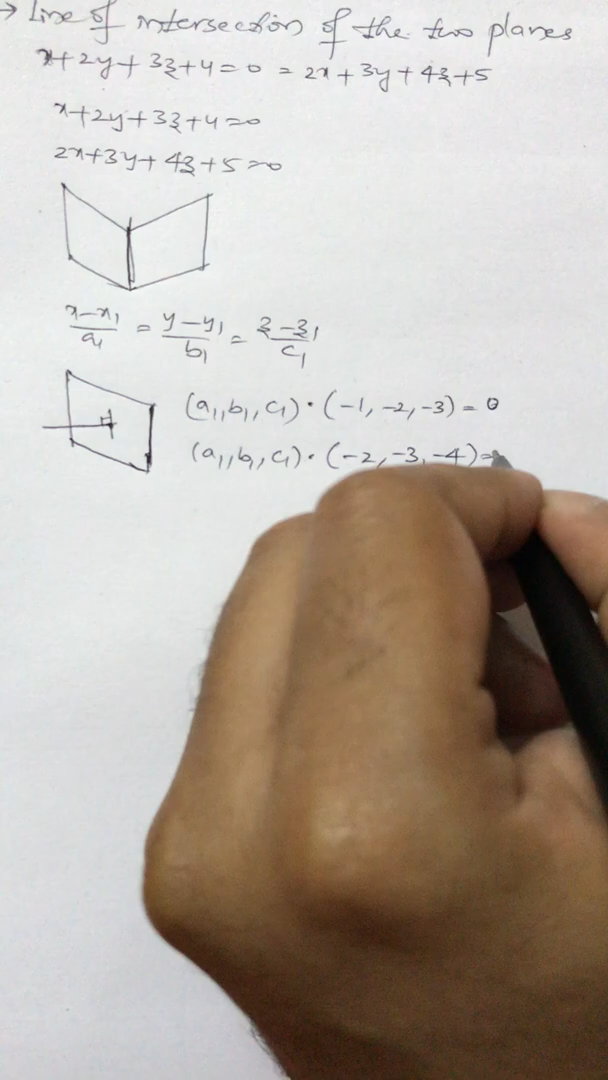 → Line of intersection of the two planes
x+2y+3z+4=0 = 2x+3y+4z+5
x+2y+3z+4=0
2x+3y+4z+5=0
x-x₁/a₁ = y-y₁/b₁ = z-z₁/c₁
(a₁,b₁,c₁)·(-1,-2,-3)=0
(a₁,b₁,c₁)·(-2,-3,-4)=